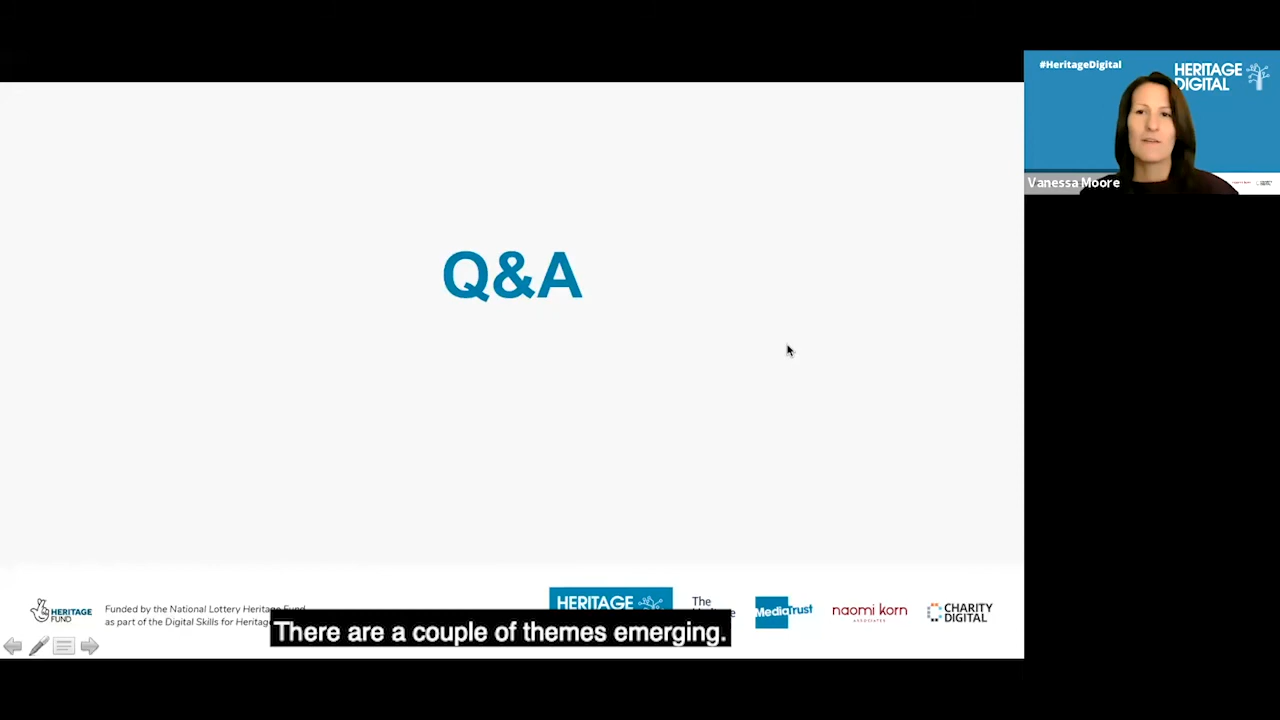 #HeritageDigital
HERITAGE
DIGITAL
Vanessa Moore
Q&A
HERITAGE
FUND
Funded by the National Lottery Heritage Fund
as part of the Digital Skills for Heritage
HERITAGE
The
MediaTrust
naomi korn
ASSOCIATES
CHARITY
DIGITAL
There are a couple of themes emerging.